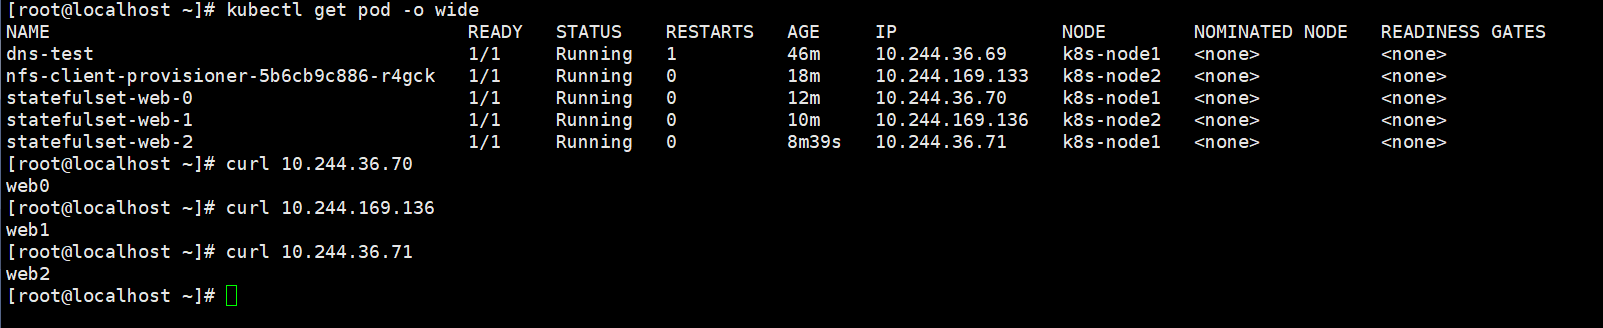 [root@localhost ~]# kubectl get pod -o wide
NAME READY STATUS RESTARTS AGE IP NODE NOMINATED NODE READINESS GATES
dns-test 1/1 Running 1 46m 10.244.36.69 k8s-node1 <none> <none>
nfs-client-provisioner-5b6cb9c886-r4gck 1/1 Running 0 18m 10.244.169.133 k8s-node2 <none> <none>
statefulset-web-0 1/1 Running 0 12m 10.244.36.70 k8s-node1 <none> <none>
statefulset-web-1 1/1 Running 0 10m 10.244.169.136 k8s-node2 <none> <none>
statefulset-web-2 1/1 Running 0 8m39s 10.244.36.71 k8s-node1 <none> <none>
[root@localhost ~]# curl 10.244.36.70
web0
[root@localhost ~]# curl 10.244.169.136
web1
[root@localhost ~]# curl 10.244.36.71
web2
[root@localhost ~]#